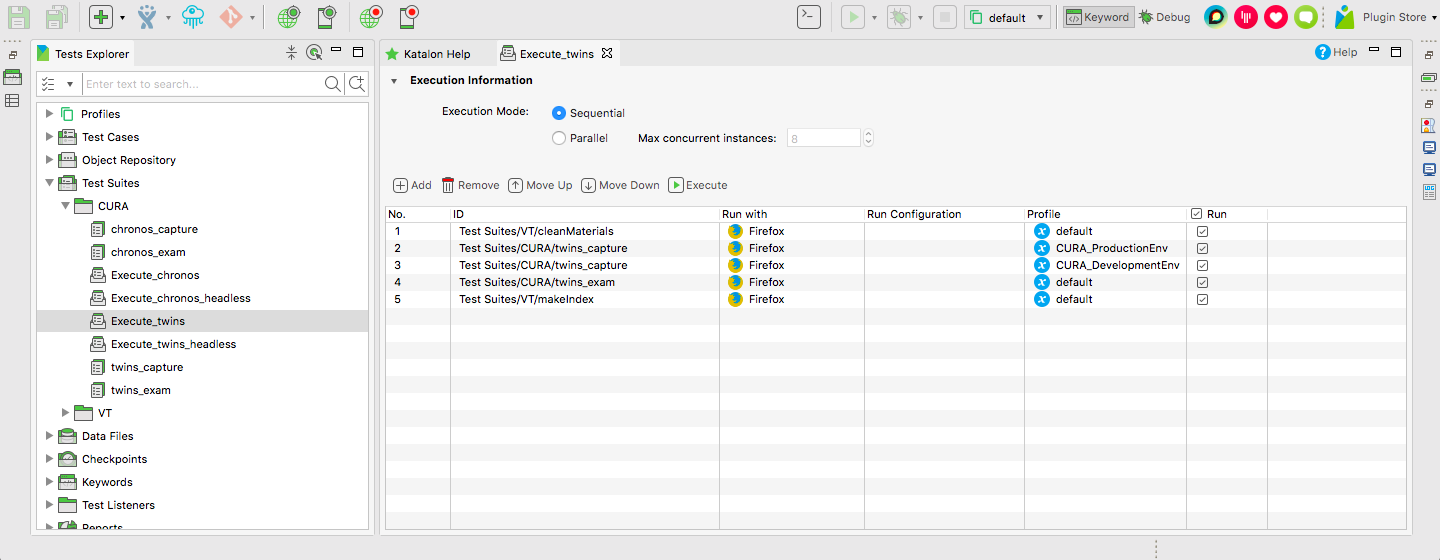 default
Keyword
Debug
Plugin Store
Tests Explorer
Enter text to search...
Profiles
Test Cases
Object Repository
Test Suites
CURA
chronos_capture
chronos_exam
Execute_chronos
Execute_chronos_headless
Execute_twins
Execute_twins_headless
twins_capture
twins_exam
VT
Data Files
Checkpoints
Keywords
Test Listeners
Reports
Katalon Help
Execute_twins
Help
Execution Information
Execution Mode: Sequential
Parallel Max concurrent instances: 8
Add Remove Move Up Move Down Execute
No. ID Run with Run Configuration Profile Run
1 Test Suites/VT/cleanMaterials Firefox default
2 Test Suites/CURA/twins_capture Firefox CURA_ProductionEnv
3 Test Suites/CURA/twins_capture Firefox CURA_DevelopmentEnv
4 Test Suites/CURA/twins_exam Firefox default
5 Test Suites/VT/makeIndex Firefox default